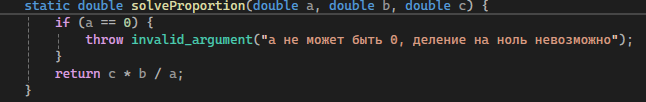 static double solveProportion(double a, double b, double c) {
if (a == 0) {
throw invalid_argument("a не может быть 0, деление на ноль невозможно");
}
return c * b / a;
}